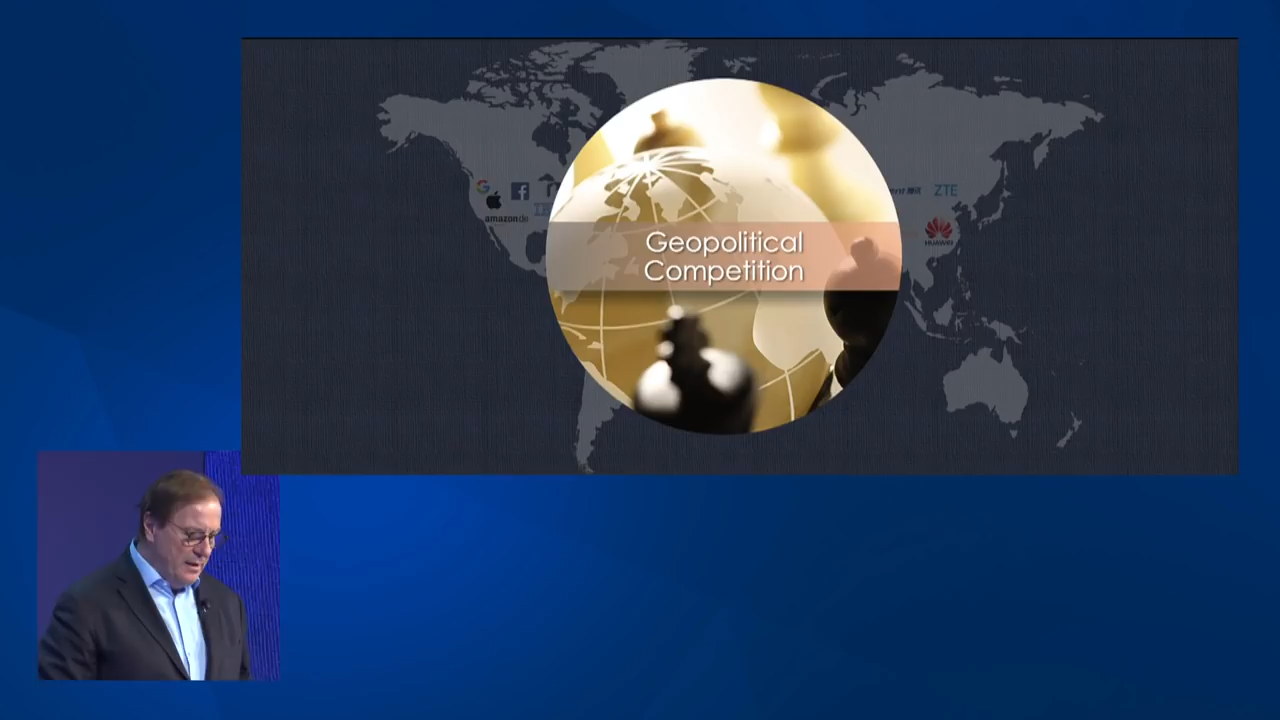 Geopolitical
Competition
ZTE
amazon.de
HUAWEI